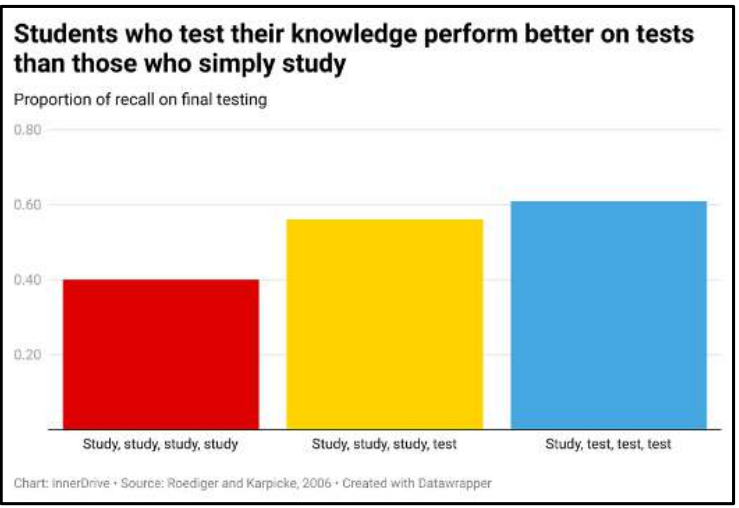 Students who test their knowledge perform better on tests
than those who simply study
Proportion of recall on final testing
0.80
0.60
0.40
0.20
Study, study, study, study
Study, study, study, test
Study, test, test, test
Chart: InnerDrive • Source: Roediger and Karpicke, 2006 • Created with Datawrapper